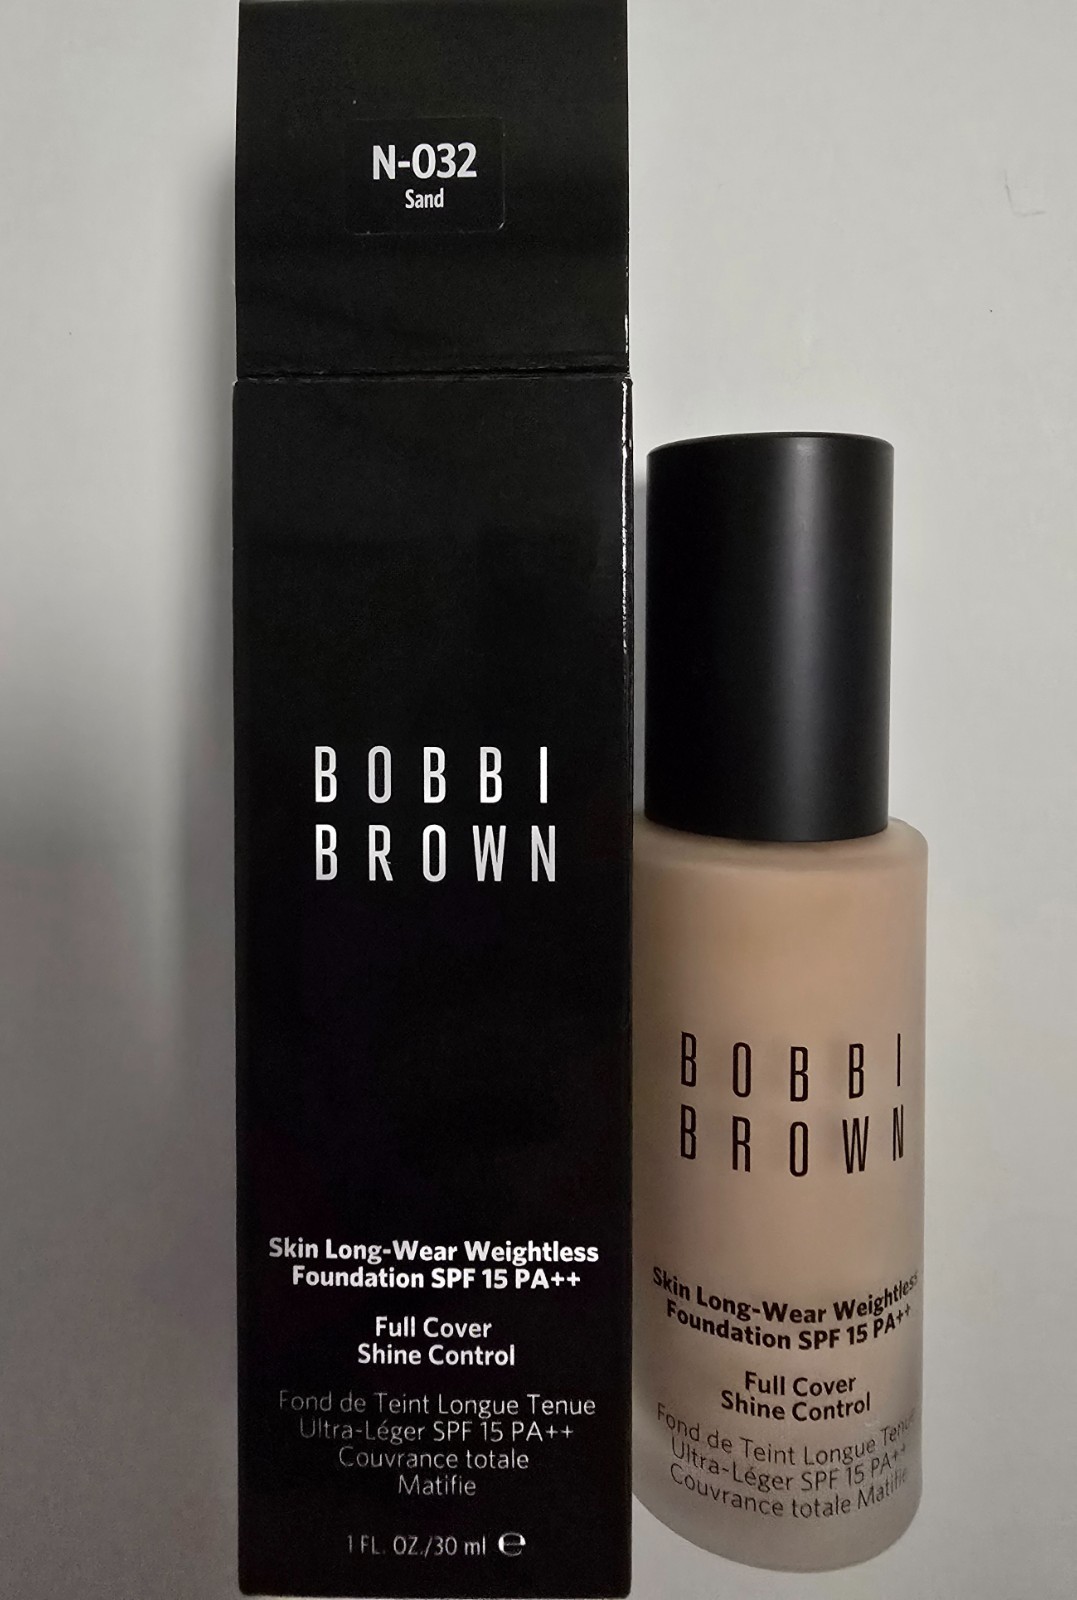 N-032
Sand
BOBBI
BROWN
Skin Long-Wear Weightless
Foundation SPF 15 PA++
Full Cover
Shine Control
Fond de Teint Longue Tenue
Ultra-Léger SPF 15 PA++
Couvrance totale
Matifie
1 FL. OZ./30 ml ℮
BOBBI
BROWN
Skin Long-Wear Weightless
Foundation SPF 15 PA++
Full Cover
Shine Control
Fond de Teint Longue Tenue
Ultra-Léger SPF 15 PA++
Couvrance totale Matifie